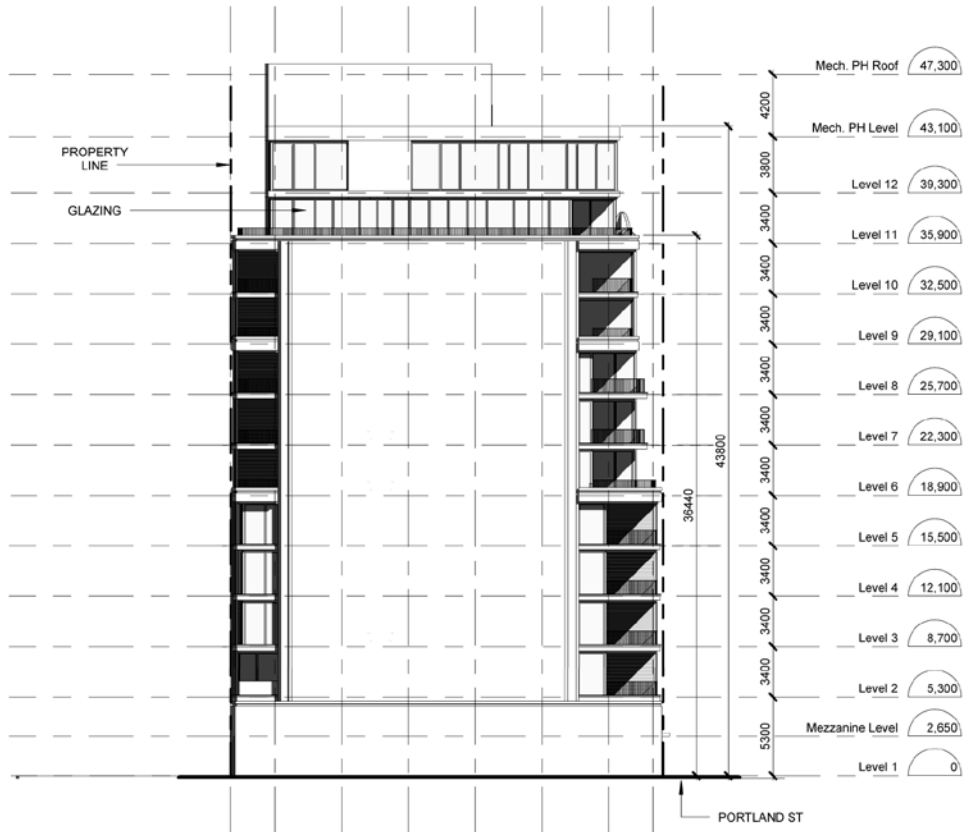 Mech. PH Roof 47,300
4200
Mech. PH Level 43,100
PROPERTY
LINE
3800
Level 12 39,300
GLAZING
3400
Level 11 35,900
3400
Level 10 32,500
3400
Level 9 29,100
3400
Level 8 25,700
3400
Level 7 22,300
43800
3400
Level 6 18,900
36440
3400
Level 5 15,500
3400
Level 4 12,100
3400
Level 3 8,700
3400
Level 2 5,300
Mezzanine Level 2,650
5300
Level 1 0
PORTLAND ST